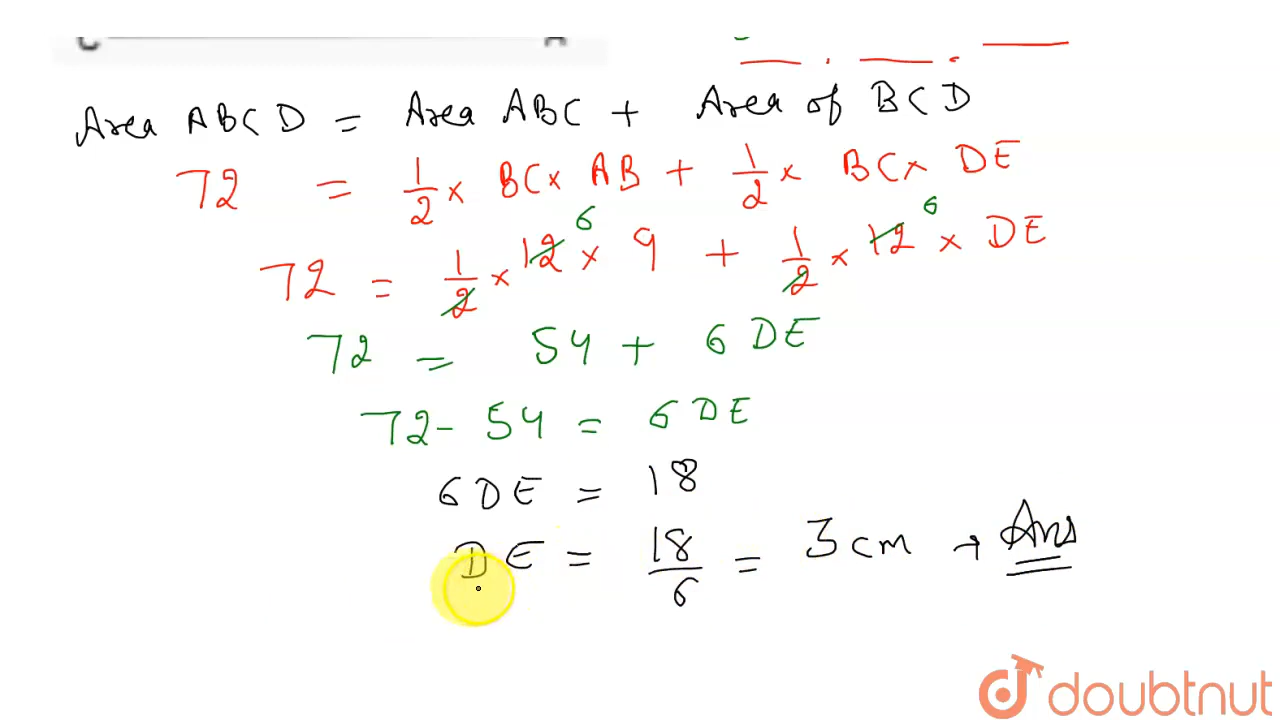 Area ABCD = Area ABC + Area of BCD
72 = 1/2 × BC × AB + 1/2 × BC × DE
6 6
72 = 1/2 × 12 × 9 + 1/2 × 12 × DE
72 = 54 + 6 DE
72 - 54 = 6 DE
6 DE = 18
DE = 18/6 = 3 cm → Ans
doubtnut